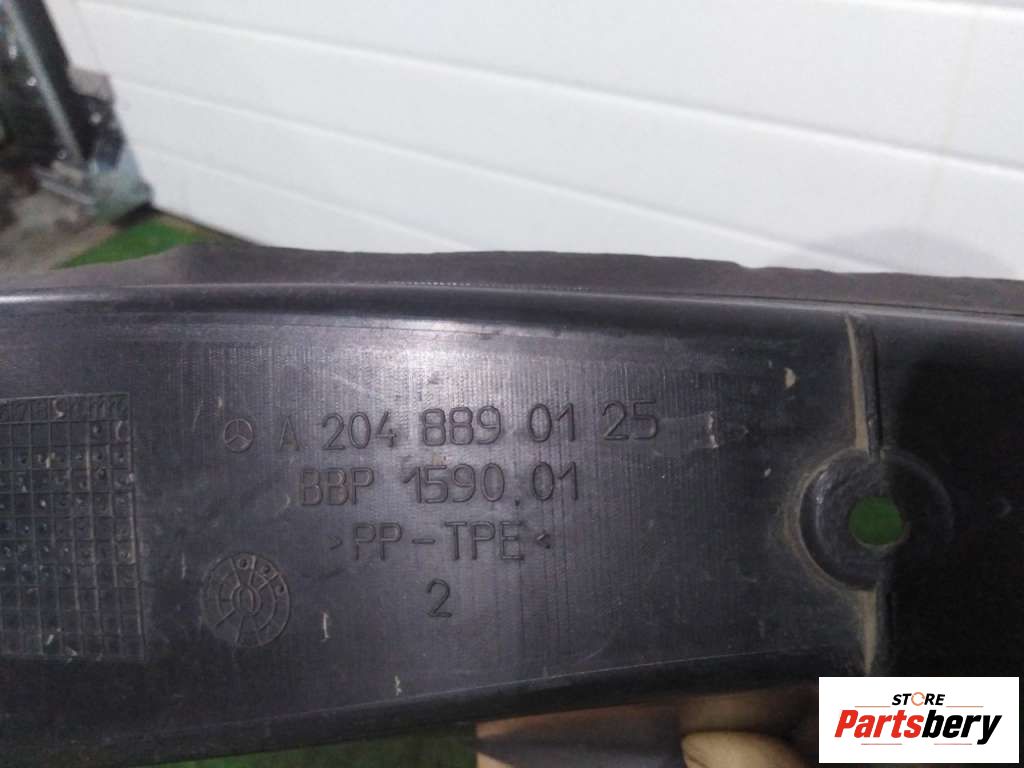 A 204 889 01 25
BBP 1590.01
>PP-TPE<
2
STORE
Partsbery